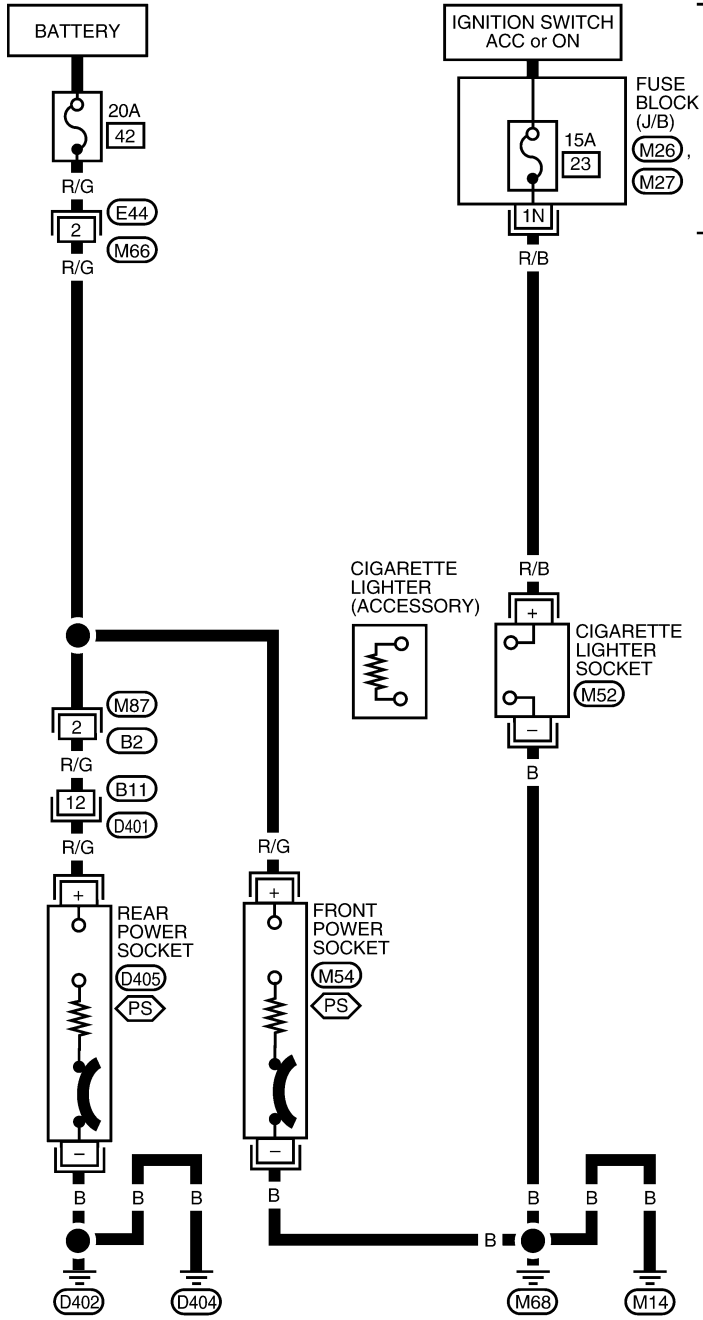 BATTERY
IGNITION SWITCH
ACC or ON
20A
42
FUSE
BLOCK
(J/B)
M26 ,
M27
15A
23
R/G
E44
2
M66
R/G
1N
R/B
R/B
CIGARETTE
LIGHTER
(ACCESSORY)
+
CIGARETTE
LIGHTER
SOCKET
M52
−
B
M87
2
B2
R/G
B11
12
D401
R/G
R/G
+
REAR
POWER
SOCKET
D405
PS
−
+
FRONT
POWER
SOCKET
M54
PS
−
B B B B B B B
B
D402 D404 M68 M14